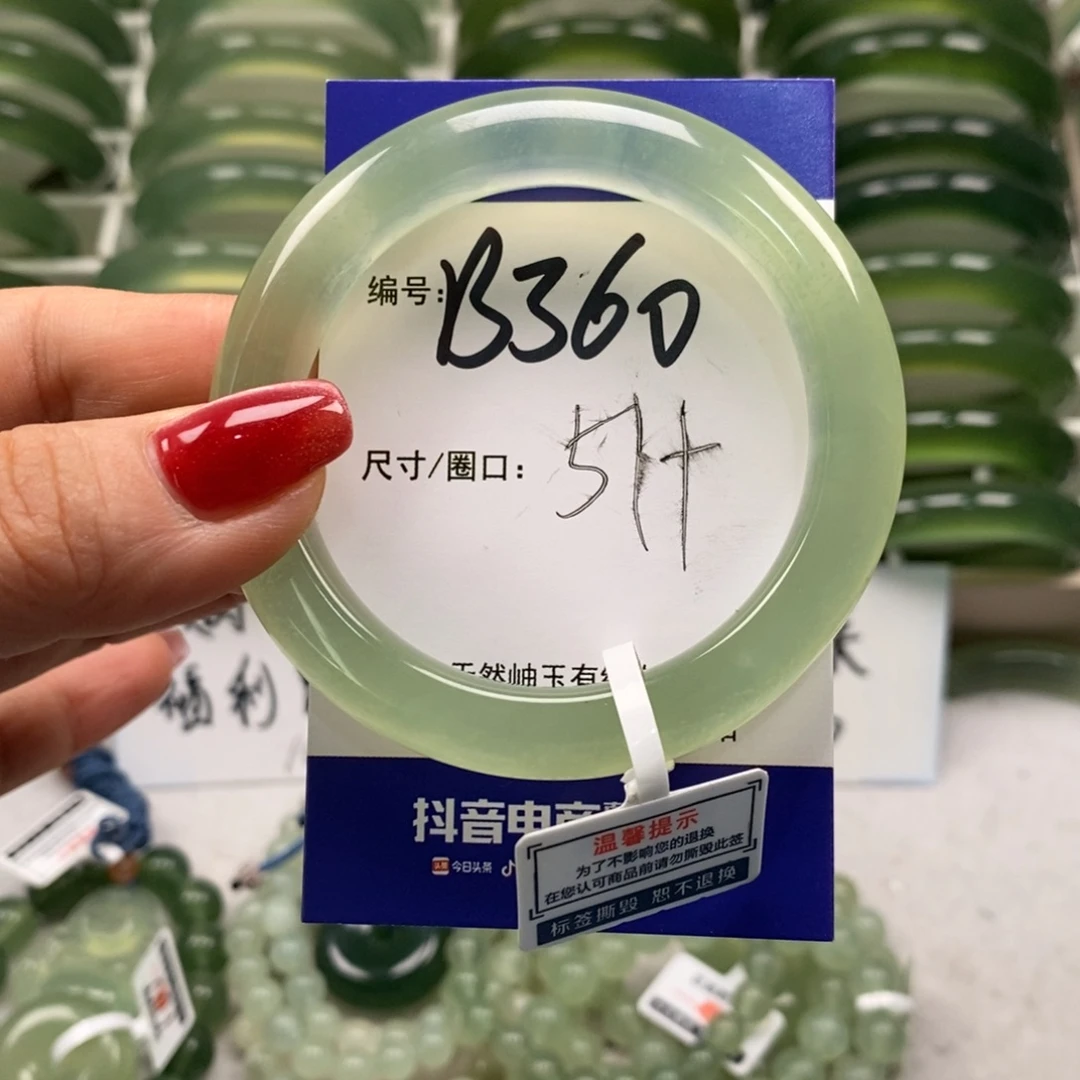 编号: B360
尺寸/圈口: 57+
天然岫玉有
抖音电商
今日头条
温馨提示
为了不影响您的退换
在您认可商品前请勿撕毁此签
标签撕毁 恕不退换
利